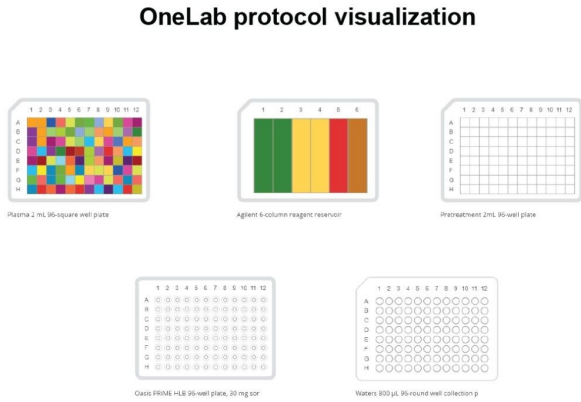 OneLab protocol visualization
1 2 3 4 5 6 7 8 9 10 11 12
A
B
C
D
E
F
G
H
Plasma 2 mL 96-square well plate
1 2 3 4 5 6
Agilent 6-column reagent reservoir
1 2 3 4 5 6 7 8 9 10 11 12
A
B
C
D
E
F
G
H
Pretreatment 2mL 96-well plate
1 2 3 4 5 6 7 8 9 10 11 12
A
B
C
D
E
F
G
H
Oasis PRiME HLB 96-well plate, 30 mg sor
1 2 3 4 5 6 7 8 9 10 11 12
A
B
C
D
E
F
G
H
Waters 800 µL 96-round well collection p